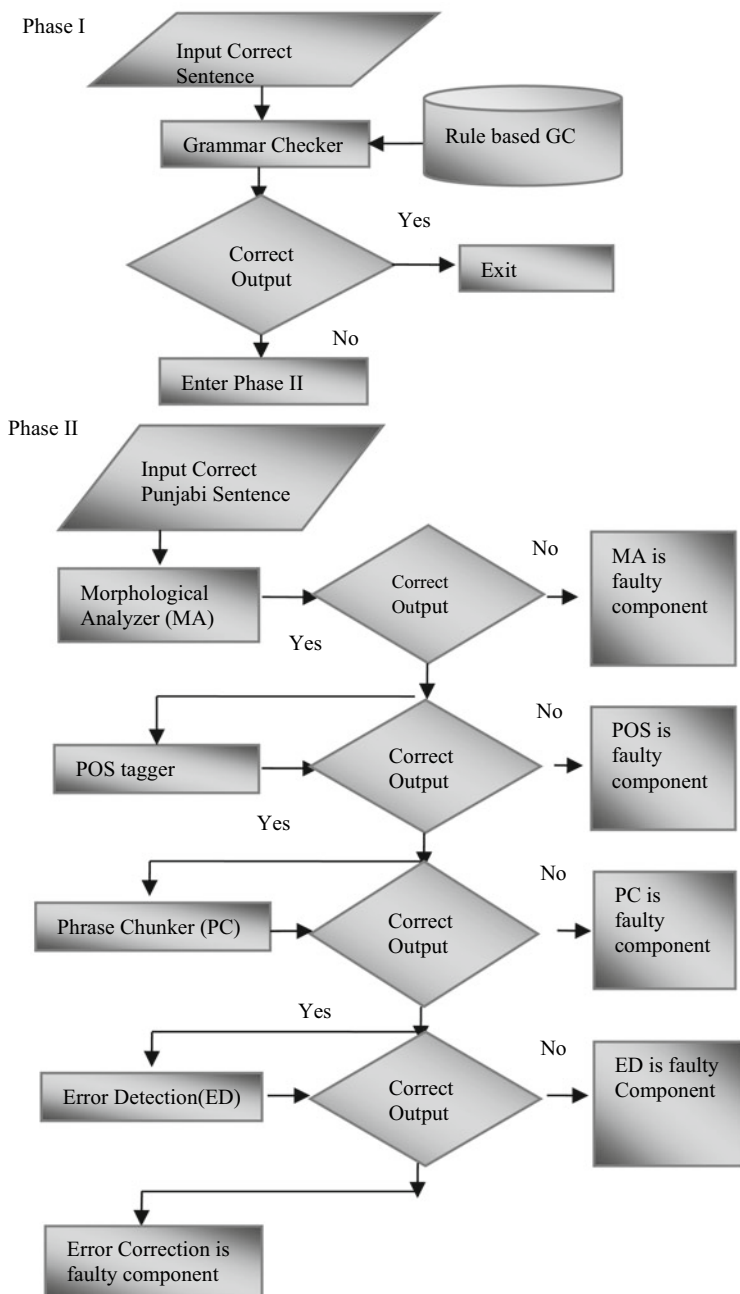 Phase I
Input Correct
Sentence
Grammar Checker
Rule based GC
Correct
Output
Yes
Exit
No
Enter Phase II
Phase II
Input Correct
Punjabi Sentence
Morphological
Analyzer (MA)
Correct
Output
No
MA is
faulty
component
Yes
POS tagger
Correct
Output
No
POS is
faulty
component
Yes
Phrase Chunker (PC)
Correct
Output
No
PC is
faulty
component
Yes
Error Detection(ED)
Correct
Output
No
ED is faulty
Component
Error Correction is
faulty component